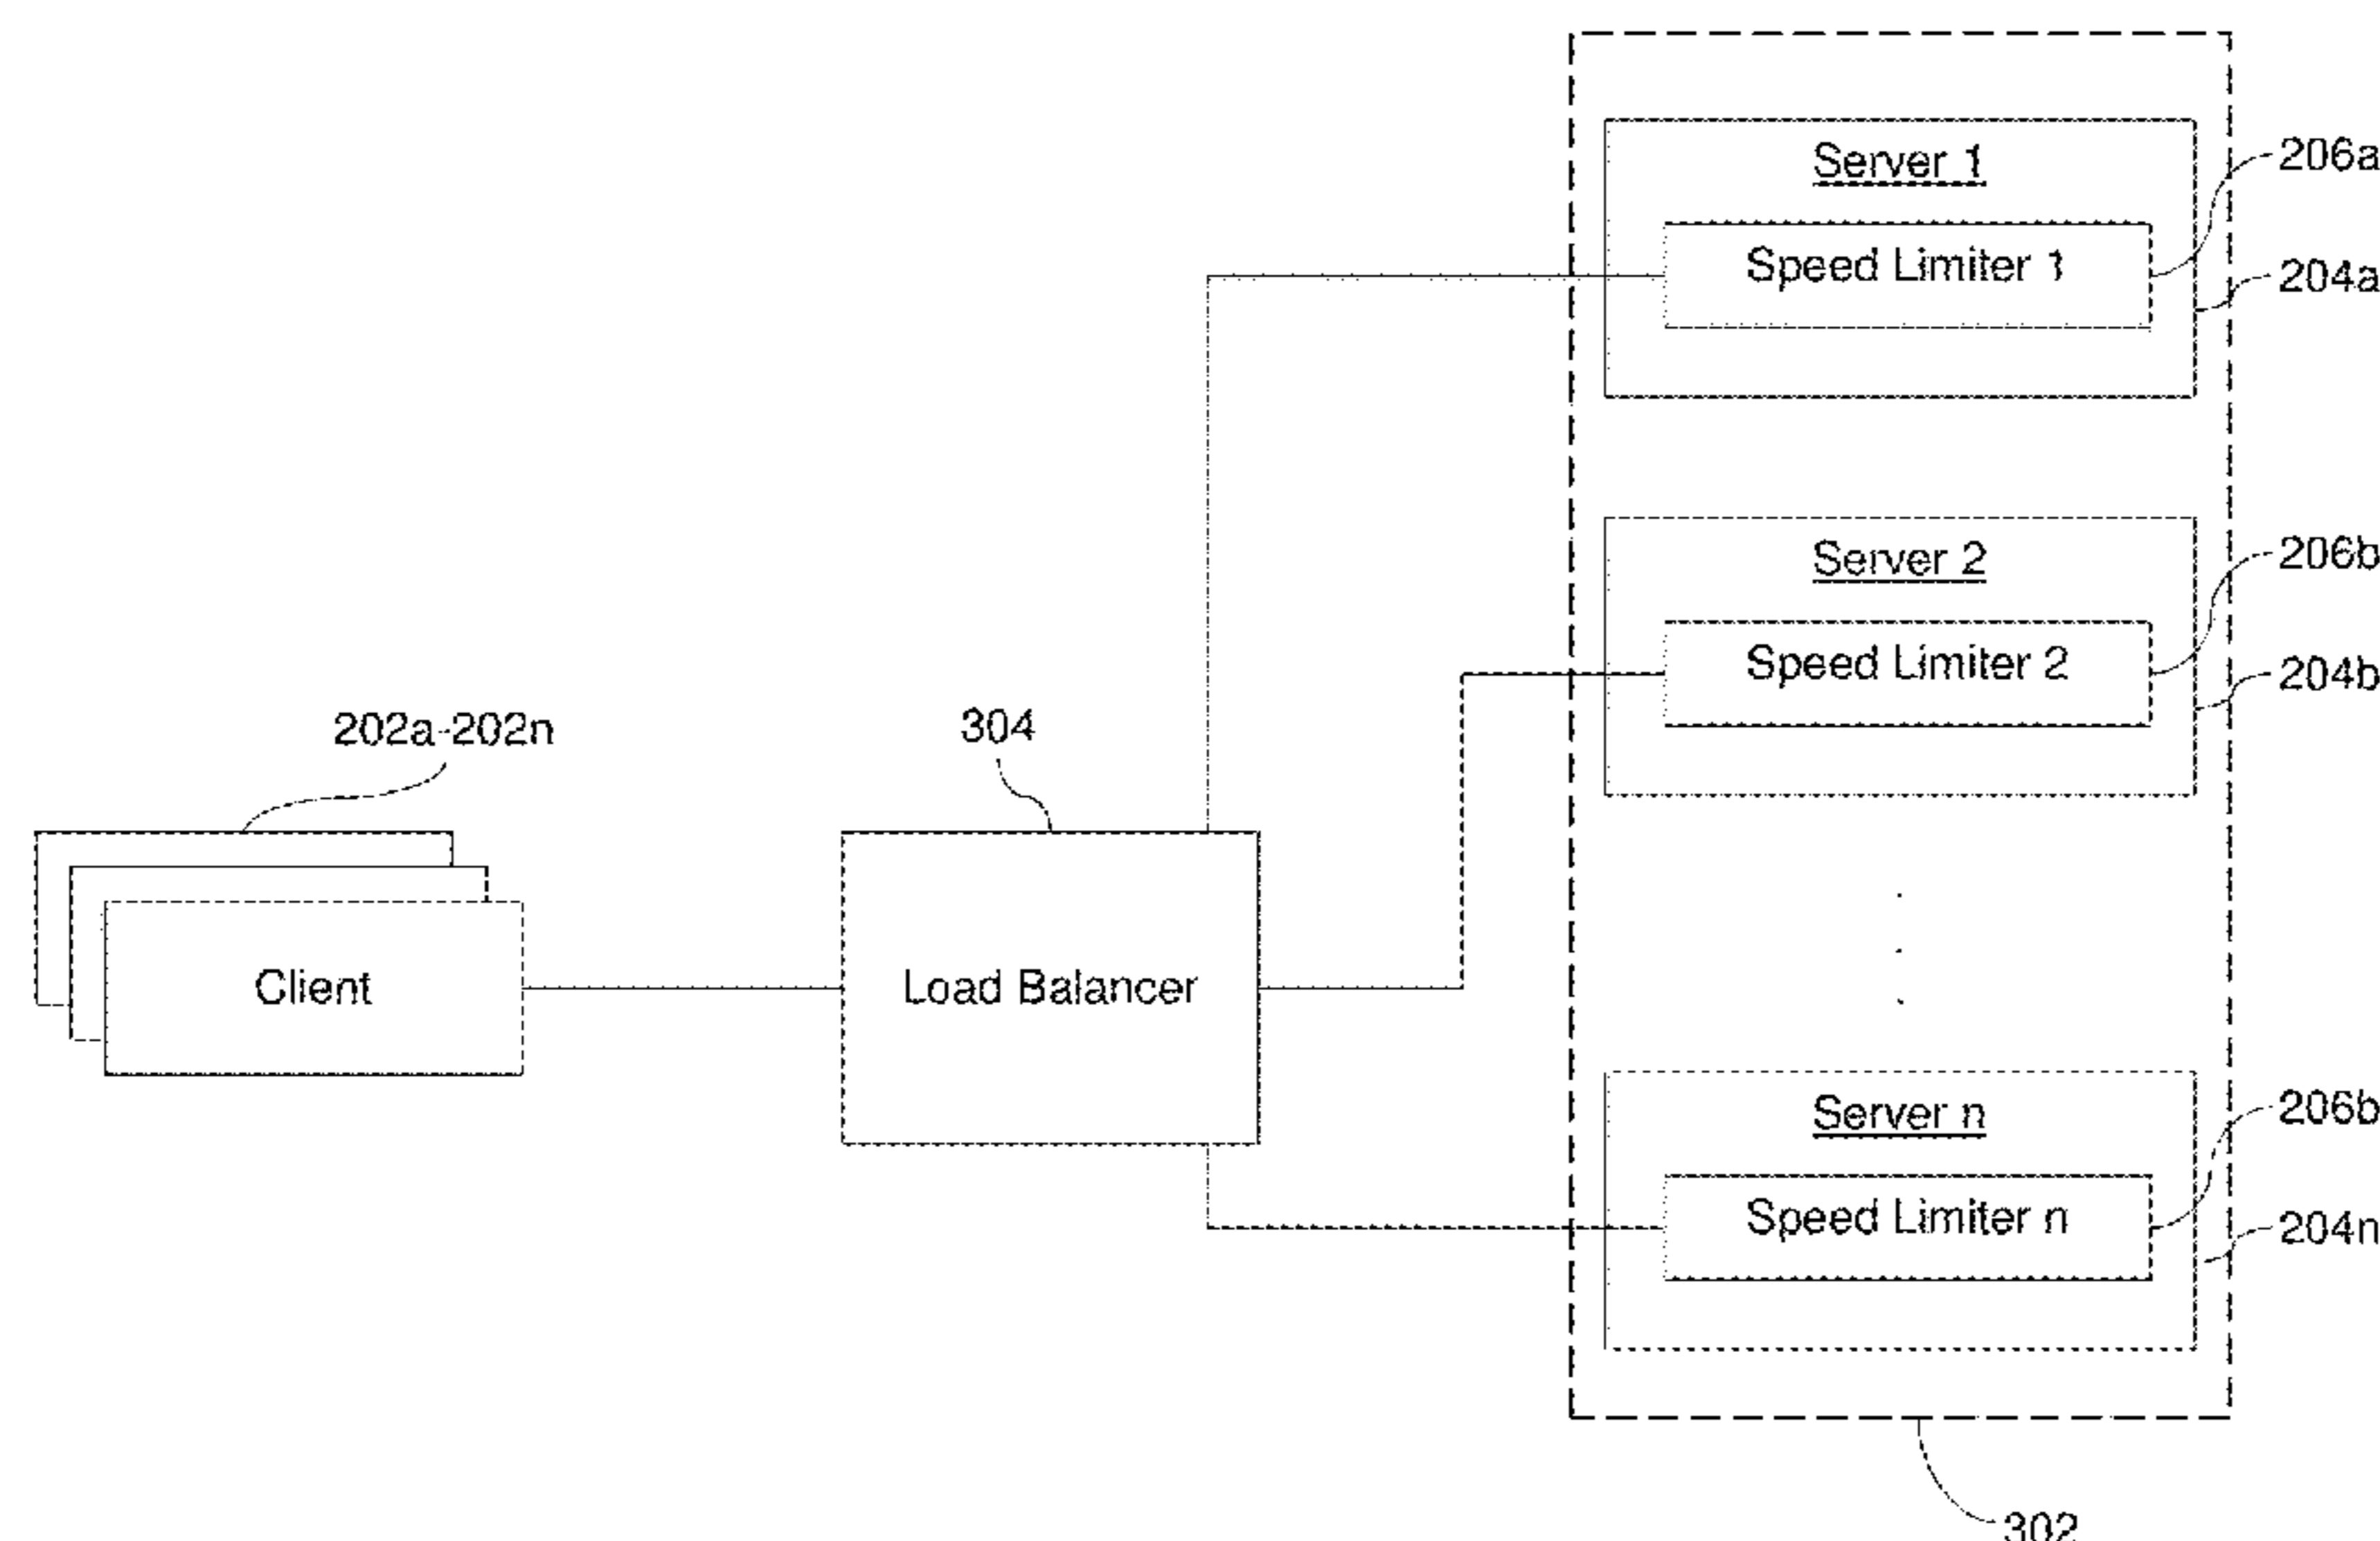 Server 1
206a
Speed Limiter 1
204a
Server 2
206b
Speed Limiter 2
204b
202a-202n
304
Client
Load Balancer
Server n
206b
Speed Limiter n
204n
302